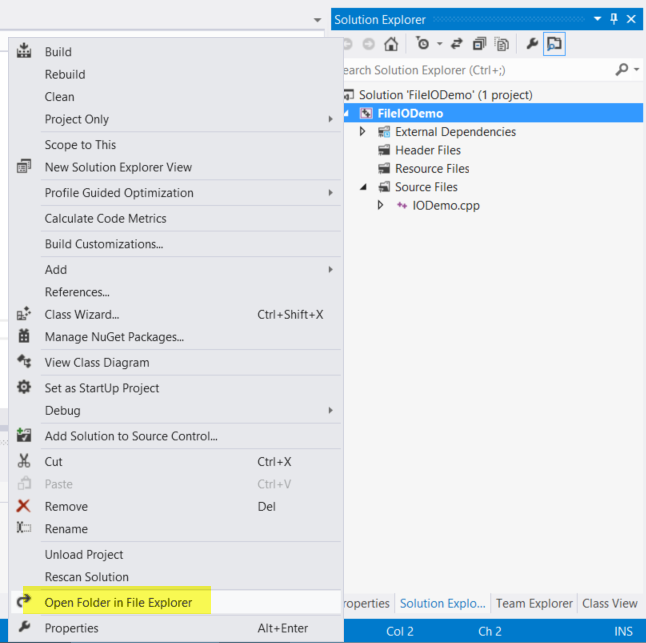 Solution Explorer
Build
Rebuild
Clean
Project Only
Scope to This
New Solution Explorer View
Profile Guided Optimization
Calculate Code Metrics
Build Customizations...
Add
References...
Class Wizard... Ctrl+Shift+X
Manage NuGet Packages...
View Class Diagram
Set as StartUp Project
Debug
Add Solution to Source Control...
Cut Ctrl+X
Paste Ctrl+V
Remove Del
Rename
Unload Project
Rescan Solution
Open Folder in File Explorer
Properties Alt+Enter
earch Solution Explorer (Ctrl+;)
Solution 'FileIODemo' (1 project)
FileIODemo
External Dependencies
Header Files
Resource Files
Source Files
IODemo.cpp
roperties Solution Explo... Team Explorer Class View
Col 2 Ch 2 INS